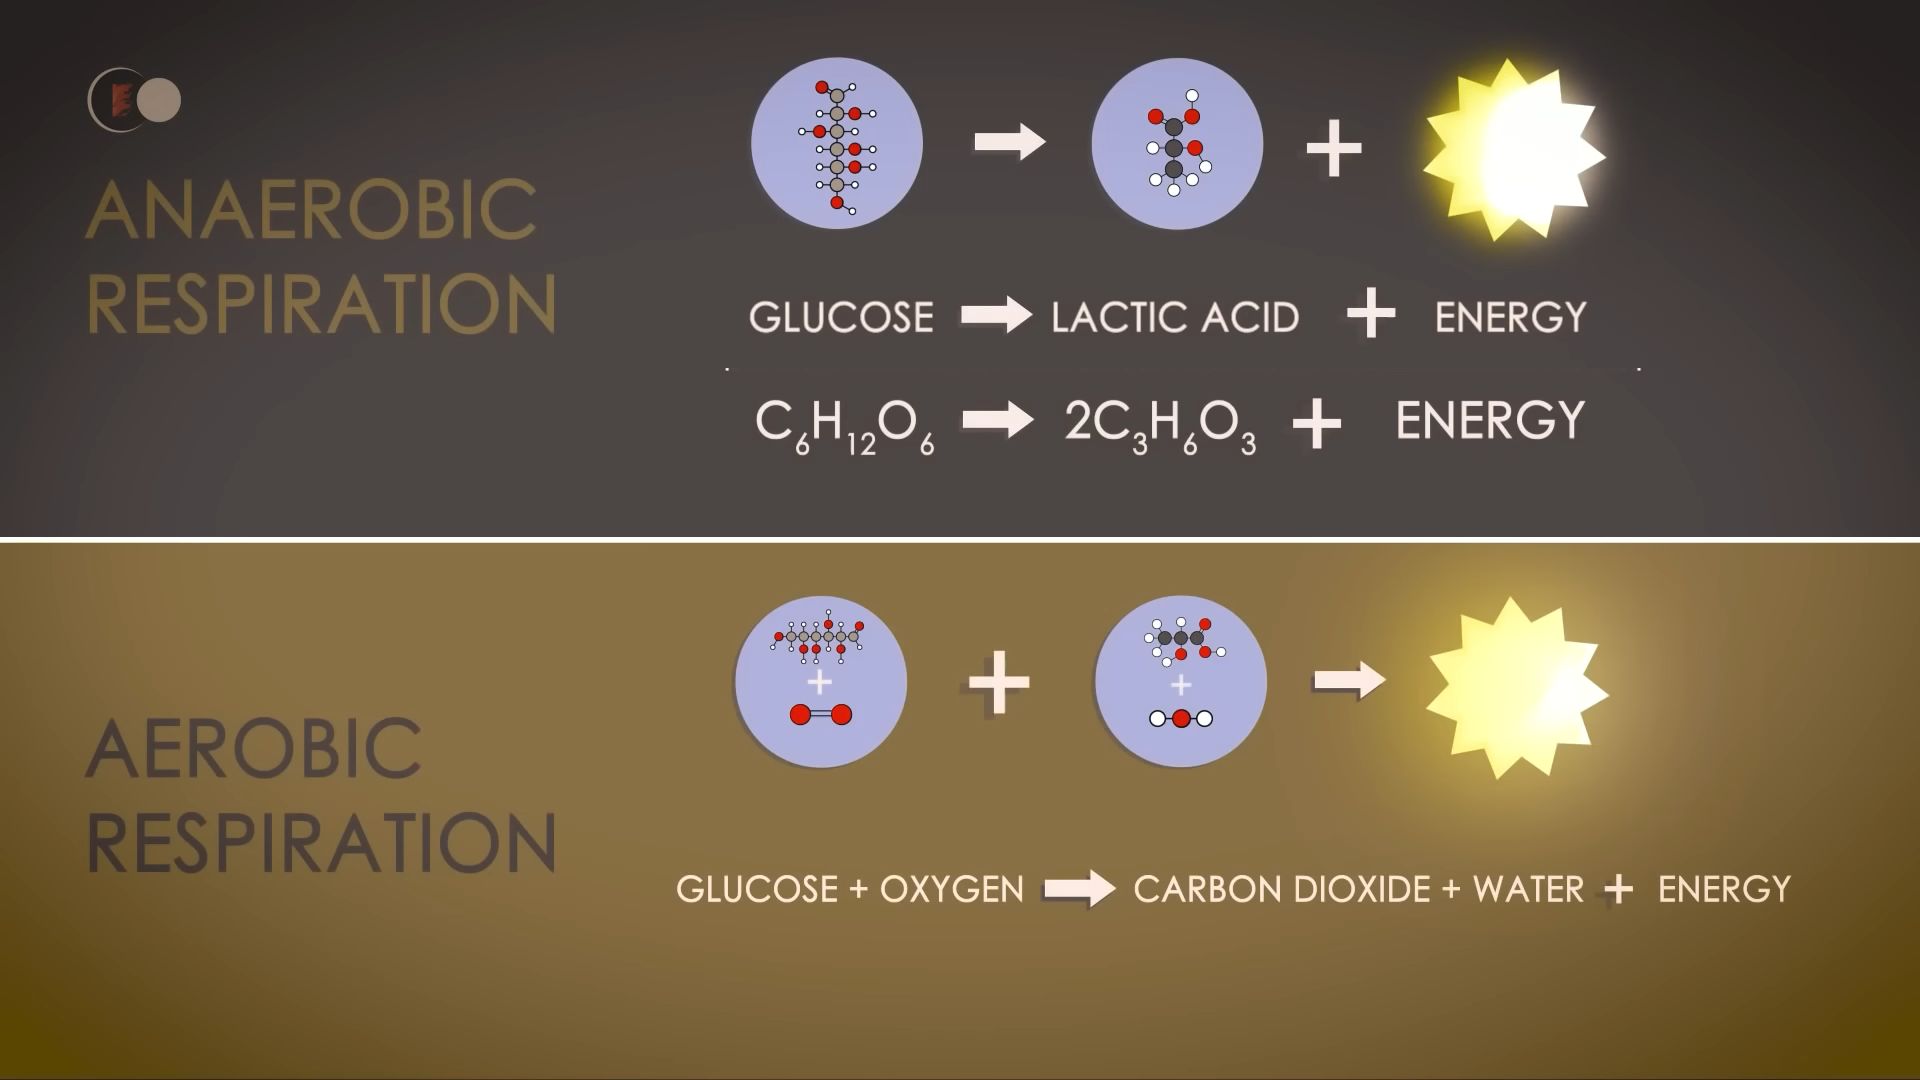 ANAEROBIC
RESPIRATION
GLUCOSE → LACTIC ACID + ENERGY
C₆H₁₂O₆ → 2C₃H₆O₃ + ENERGY
AEROBIC
RESPIRATION
GLUCOSE + OXYGEN → CARBON DIOXIDE + WATER + ENERGY